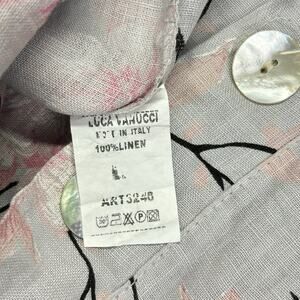 LUCA VANUCCI
MADE IN ITALY
100%LINEN
L.
ART3248